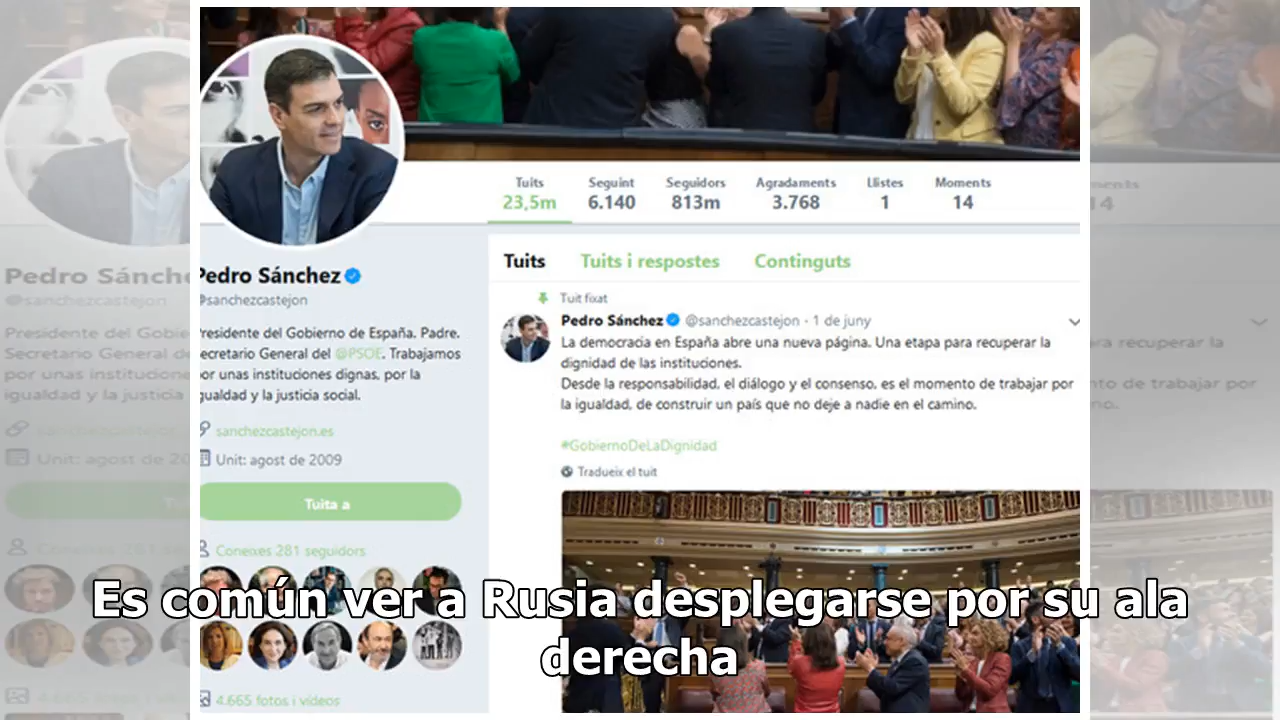 Tuits Seguint Seguidors Agradaments Llistes Moments
23,5m 6.140 813m 3.768 1 14
Tuits Tuits i respostes Continguts
Tuit fixat
Pedro Sánchez @sanchezcastejon · 1 de juny
La democracia en España abre una nueva página. Una etapa para recuperar la
dignidad de las instituciones.
Desde la responsabilidad, el diálogo y el consenso, es el momento de trabajar por
la igualdad, de construir un país que no deje a nadie en el camino.
#GobiernoDeLaDignidad
Tradueix el tuit
Pedro Sánchez
@sanchezcastejon
Presidente del Gobierno de España. Padre.
Secretario General del @PSOE. Trabajamos
por unas instituciones dignas, por la
igualdad y la justicia social.
sanchezcastejon.es
Unit: agost de 2009
Tuita a
Coneixes 281 seguidors
4.665 fotos i vídeos
Es común ver a Rusia desplegarse por su ala
derecha